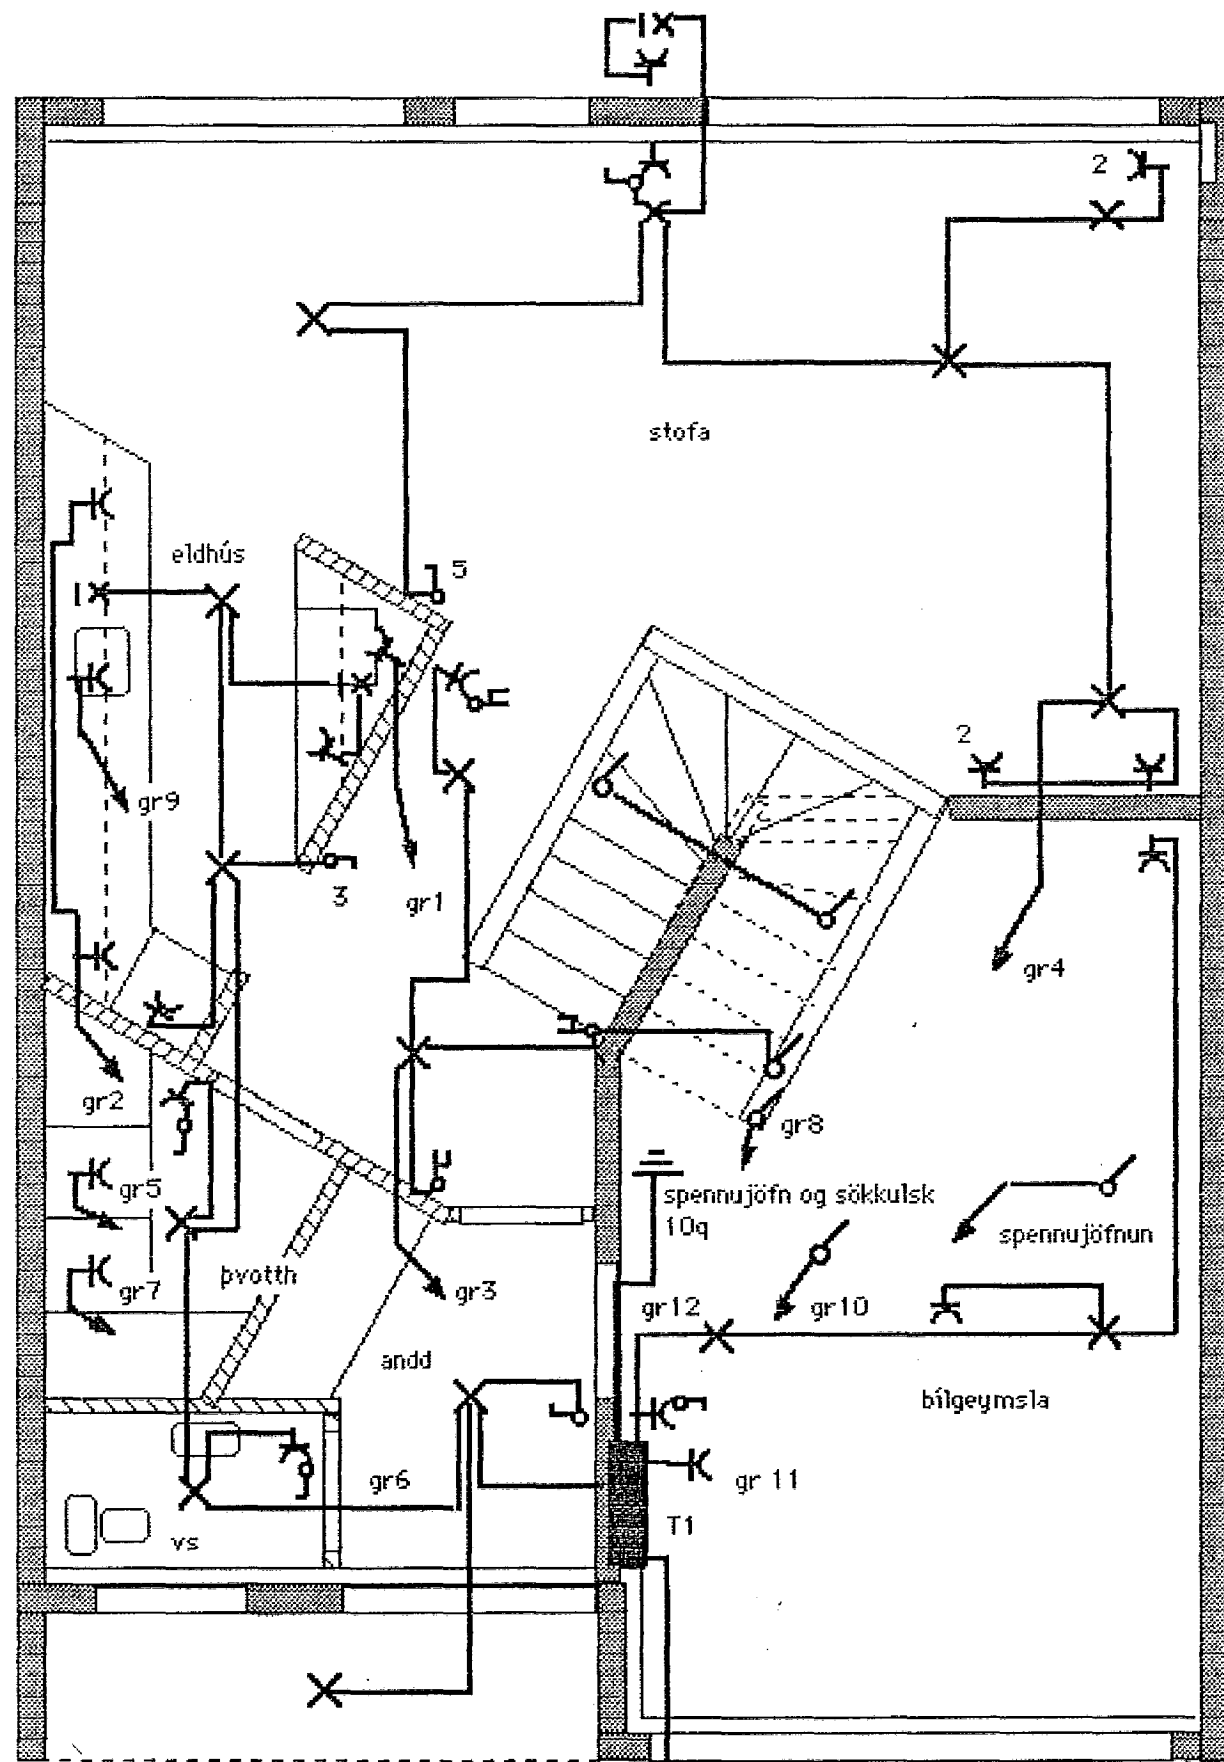 2
stofa
eldhús
5
2
gr9
3
gr1
gr4
gr2
gr8
gr5
spennujöfn og sökkulsk
10q
spennujöfnun
þvotth
gr7
gr3
gr12
gr10
andd
bílgeymsla
gr6
gr 11
T1
vs